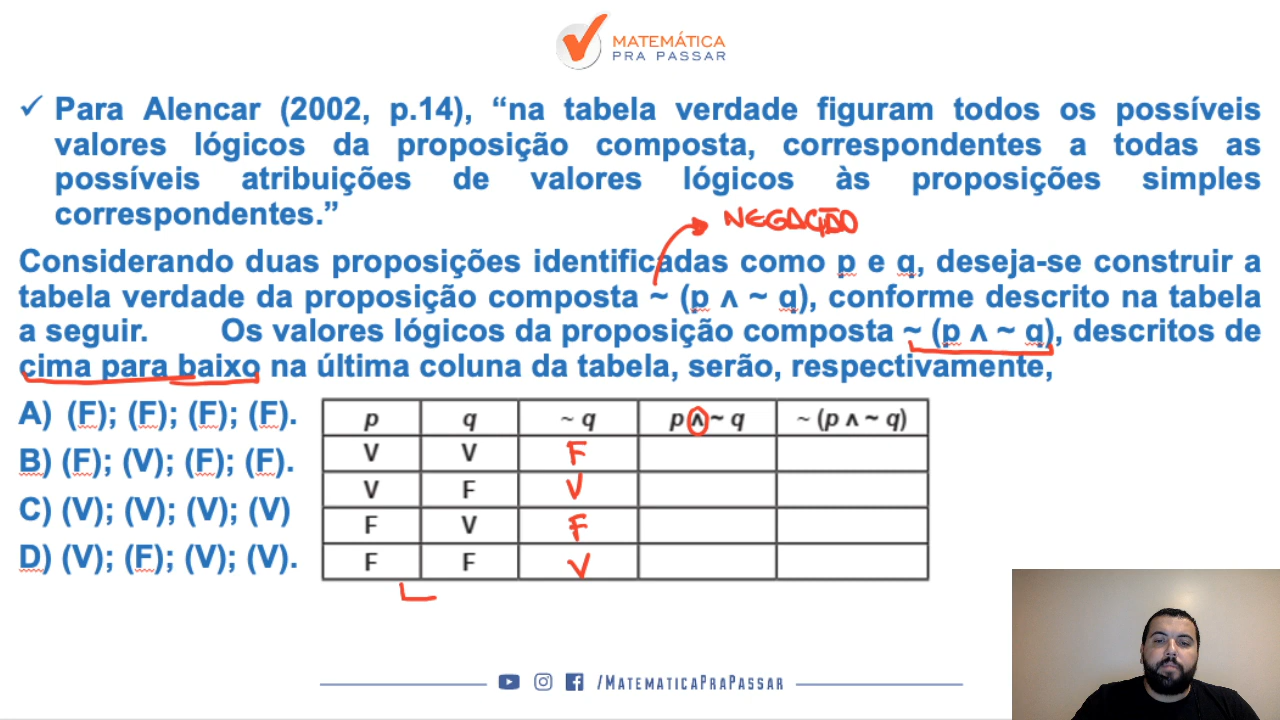 MATEMÁTICA
PRA PASSAR
✓ Para Alencar (2002, p.14), “na tabela verdade figuram todos os possíveis
valores lógicos da proposição composta, correspondentes a todas as
possíveis atribuições de valores lógicos às proposições simples
correspondentes.”
NEGAÇÃO
Considerando duas proposições identificadas como p e q, deseja-se construir a
tabela verdade da proposição composta ~ (p ∧ ~ q), conforme descrito na tabela
a seguir. Os valores lógicos da proposição composta ~ (p ∧ ~ q), descritos de
cima para baixo na última coluna da tabela, serão, respectivamente,
A) (F); (F); (F); (F).
B) (F); (V); (F); (F).
C) (V); (V); (V); (V)
D) (V); (F); (V); (V).
p q ~ q p ∧ ~ q ~ (p ∧ ~ q)
V V F
V F V
F V F
F F V
/MatematicaPraPassar